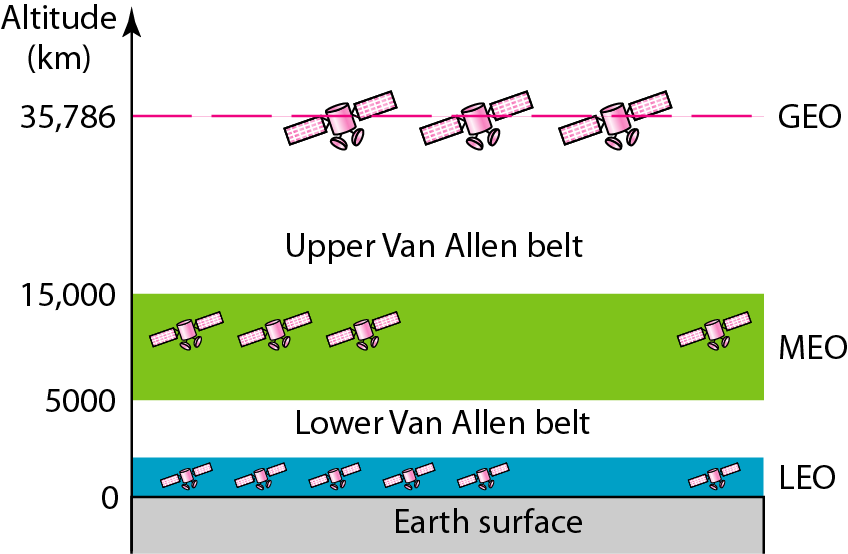 Altitude
(km)
35,786
GEO
Upper Van Allen belt
15,000
MEO
5000
Lower Van Allen belt
LEO
0
Earth surface